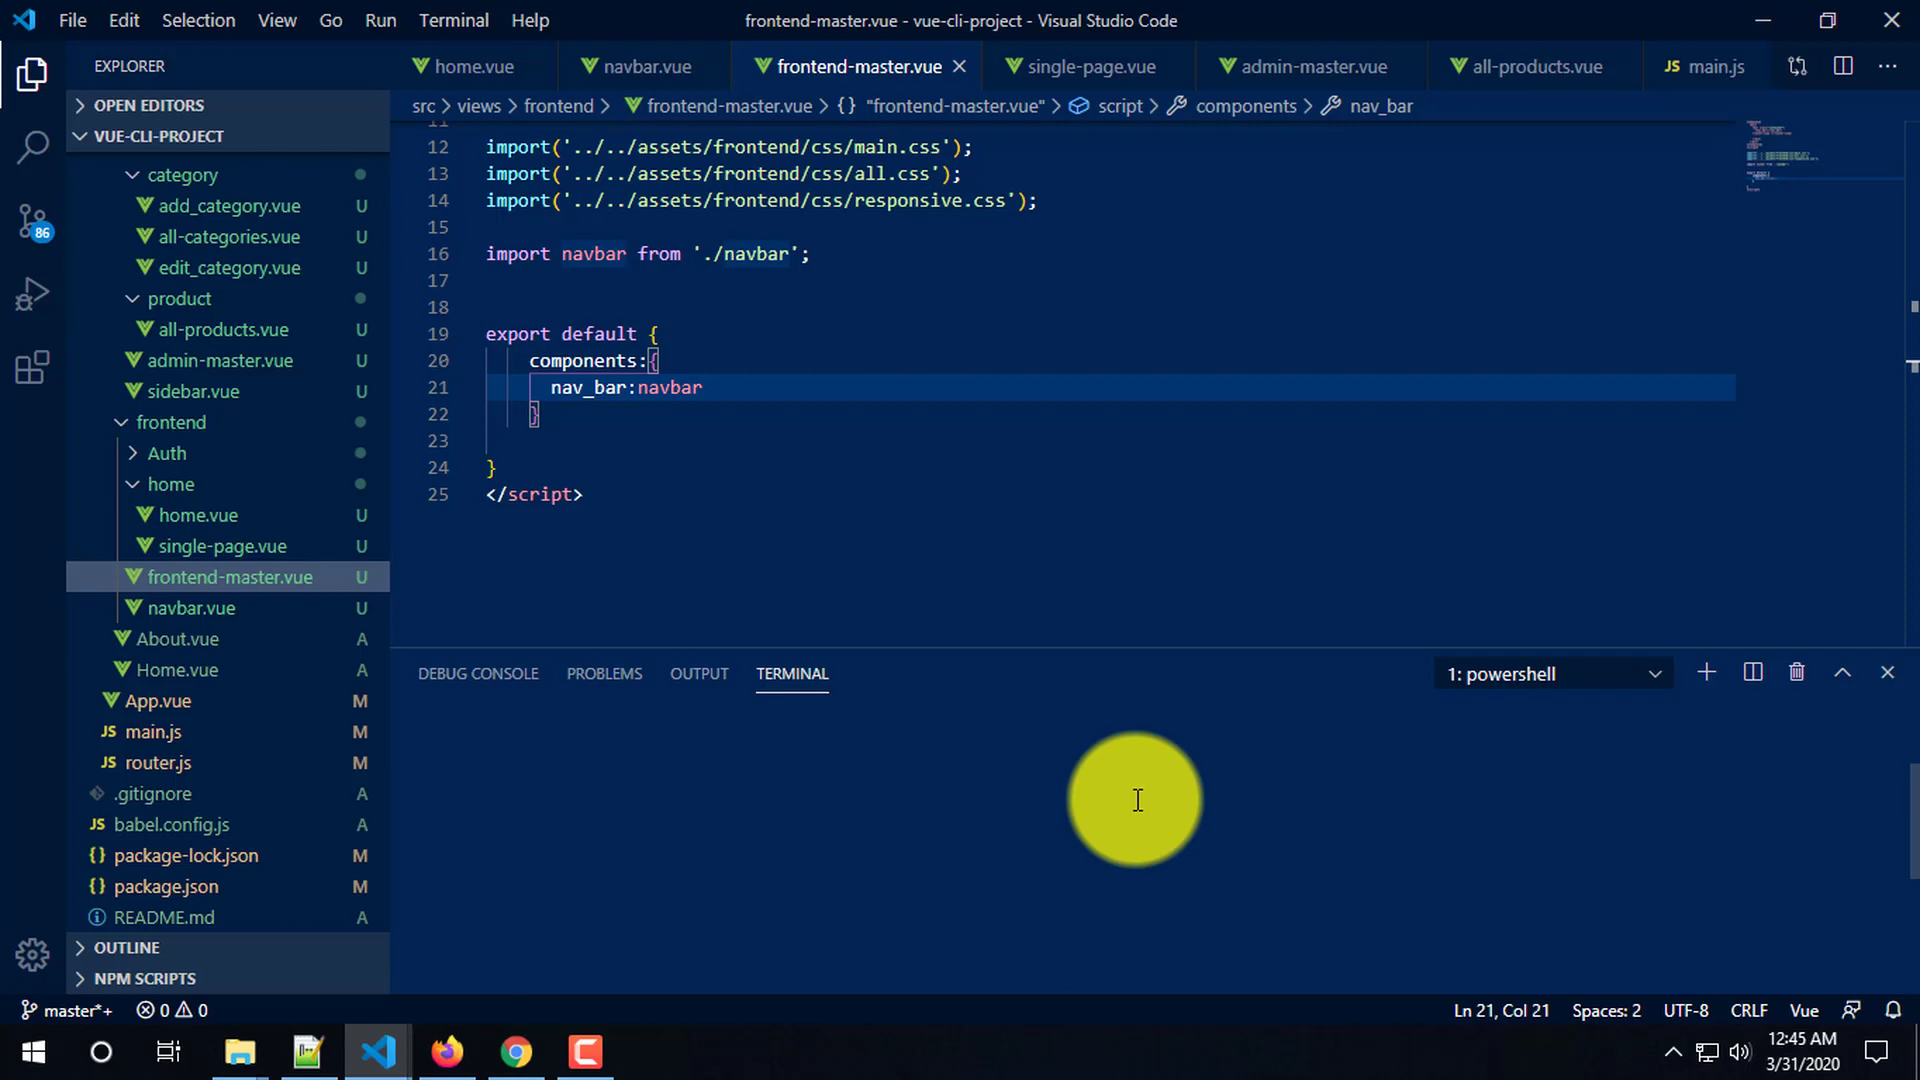 File Edit Selection View Go Run Terminal Help
frontend-master.vue - vue-cli-project - Visual Studio Code
EXPLORER
OPEN EDITORS
VUE-CLI-PROJECT
category
add_category.vue U
all-categories.vue U
edit_category.vue U
product
all-products.vue U
admin-master.vue U
sidebar.vue U
frontend
Auth
home
home.vue U
single-page.vue U
frontend-master.vue U
navbar.vue U
About.vue A
Home.vue A
App.vue M
JS main.js M
JS router.js M
.gitignore A
JS babel.config.js A
{} package-lock.json M
{} package.json M
README.md A
OUTLINE
NPM SCRIPTS
86
home.vue navbar.vue frontend-master.vue single-page.vue admin-master.vue all-products.vue JS main.js
src > views > frontend > frontend-master.vue > {} "frontend-master.vue" > script > components > nav_bar
11
12 import('../../assets/frontend/css/main.css');
13 import('../../assets/frontend/css/all.css');
14 import('../../assets/frontend/css/responsive.css');
15
16 import navbar from './navbar';
17
18
19 export default {
20 components:{
21 nav_bar:navbar
22 }
23
24 }
25 </script>
DEBUG CONSOLE PROBLEMS OUTPUT TERMINAL
1: powershell
master*+ 0 0
Ln 21, Col 21 Spaces: 2 UTF-8 CRLF Vue
12:45 AM
3/31/2020